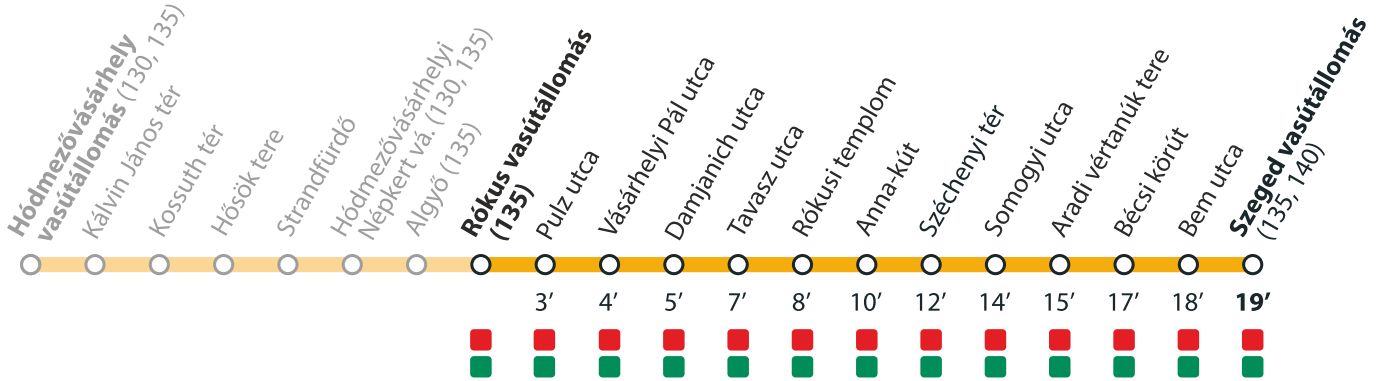 Hódmezővásárhely
vasútállomás (130, 135)
Kálvin János tér
Kossuth tér
Hősök tere
Strandfürdő
Hódmezővásárhelyi
Népkert vá. (130, 135)
Algyő (135)
Rókus vasútállomás
(135)
Pulz utca
Vásárhelyi Pál utca
Damjanich utca
Tavasz utca
Rókusi templom
Anna-kút
Széchenyi tér
Somogyi utca
Aradi vértanúk tere
Bécsi körút
Bem utca
Szeged vasútállomás
(135, 140)
3’ 4’ 5’ 7’ 8’ 10’ 12’ 14’ 15’ 17’ 18’ 19’